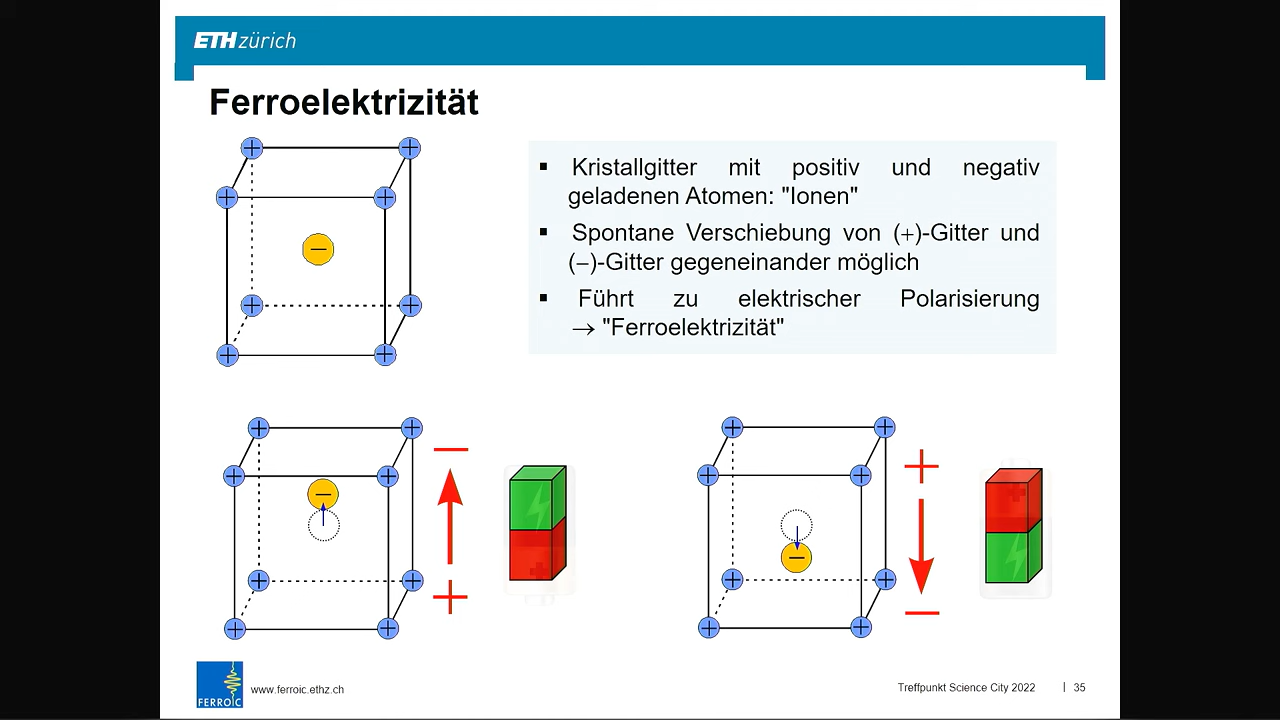 ETH zürich
Ferroelektrizität
▪ Kristallgitter mit positiv und negativ
geladenen Atomen: "Ionen"
▪ Spontane Verschiebung von (+)-Gitter und
(−)-Gitter gegeneinander möglich
▪ Führt zu elektrischer Polarisierung
→ "Ferroelektrizität"
FERROIC
www.ferroic.ethz.ch
Treffpunkt Science City 2022 | 35